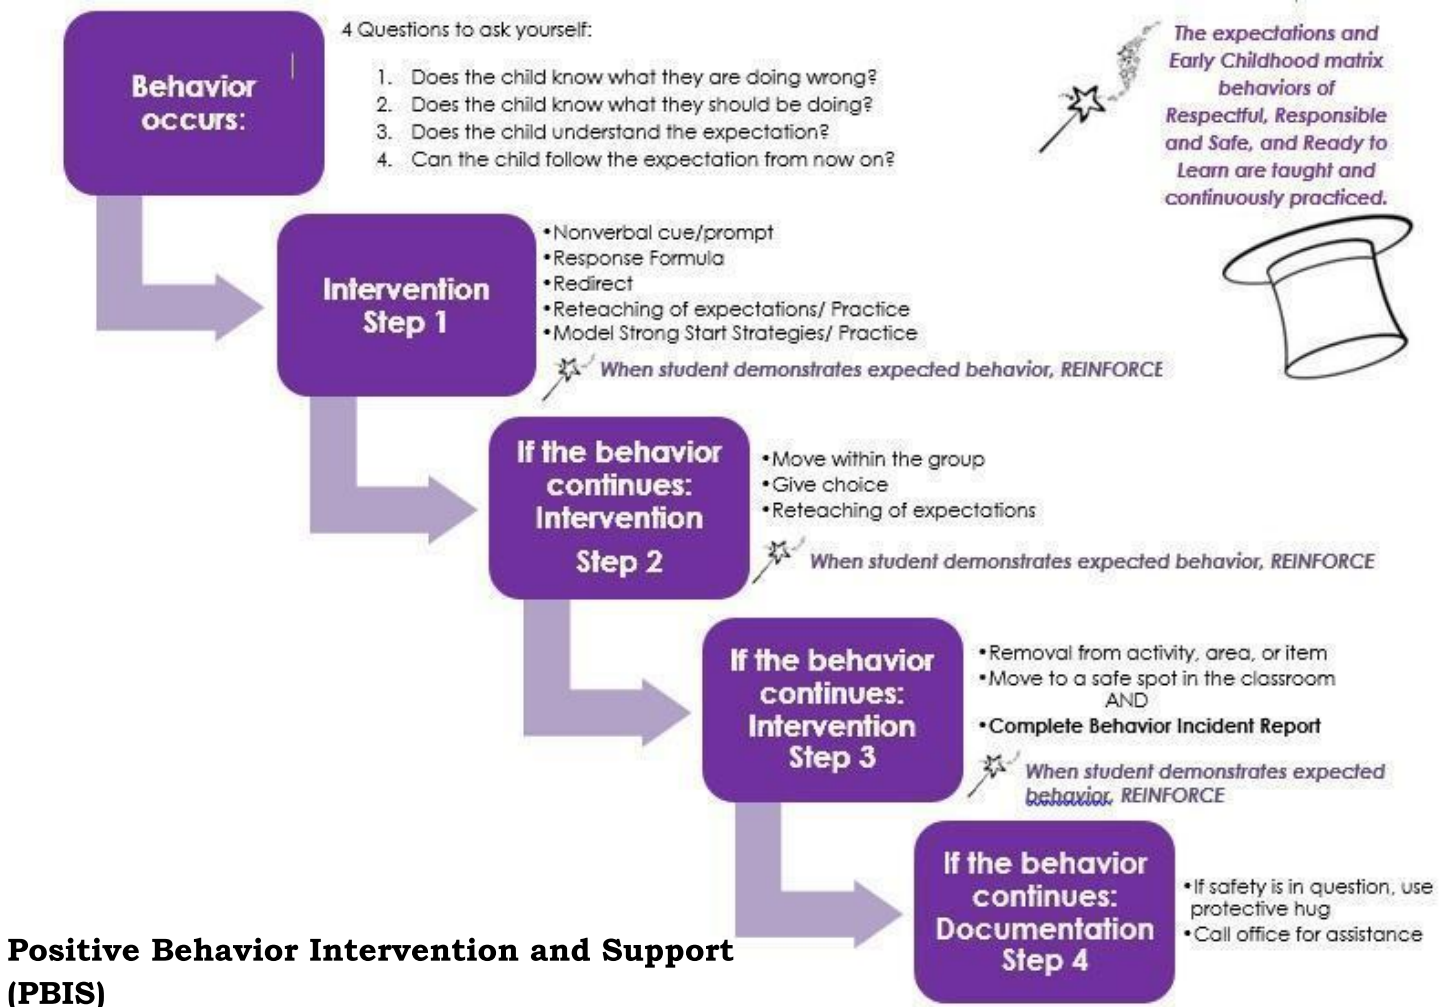 Behavior
occurs:
4 Questions to ask yourself:
1. Does the child know what they are doing wrong?
2. Does the child know what they should be doing?
3. Does the child understand the expectation?
4. Can the child follow the expectation from now on?
The expectations and
Early Childhood matrix
behaviors of
Respectful, Responsible
and Safe, and Ready to
Learn are taught and
continuously practiced.
Intervention
Step 1
•Nonverbal cue/prompt
•Response Formula
•Redirect
•Reteaching of expectations/ Practice
•Model Strong Start Strategies/ Practice
When student demonstrates expected behavior, REINFORCE
If the behavior
continues:
Intervention
Step 2
•Move within the group
•Give choice
•Reteaching of expectations
When student demonstrates expected behavior, REINFORCE
If the behavior
continues:
Intervention
Step 3
•Removal from activity, area, or item
•Move to a safe spot in the classroom
AND
•Complete Behavior Incident Report
When student demonstrates expected
behavior, REINFORCE
If the behavior
continues:
Documentation
Step 4
•If safety is in question, use
protective hug
•Call office for assistance
Positive Behavior Intervention and Support
(PBIS)